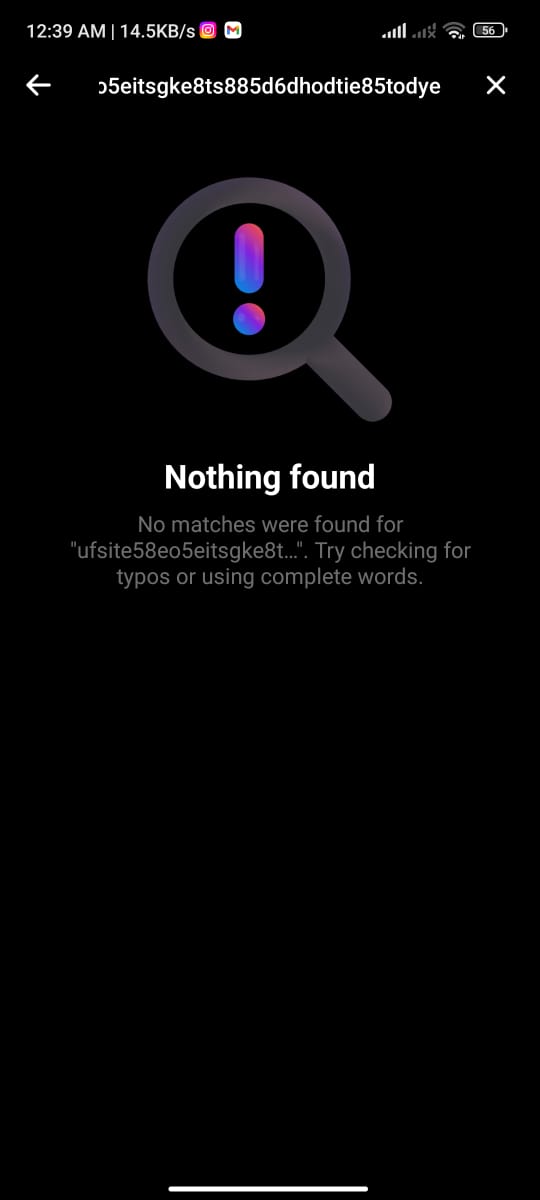 12:39 AM | 14.5KB/s 56
o5eitsgke8ts885d6dhodtie85todye
Nothing found
No matches were found for
"ufsite58eo5eitsgke8t...". Try checking for
typos or using complete words.